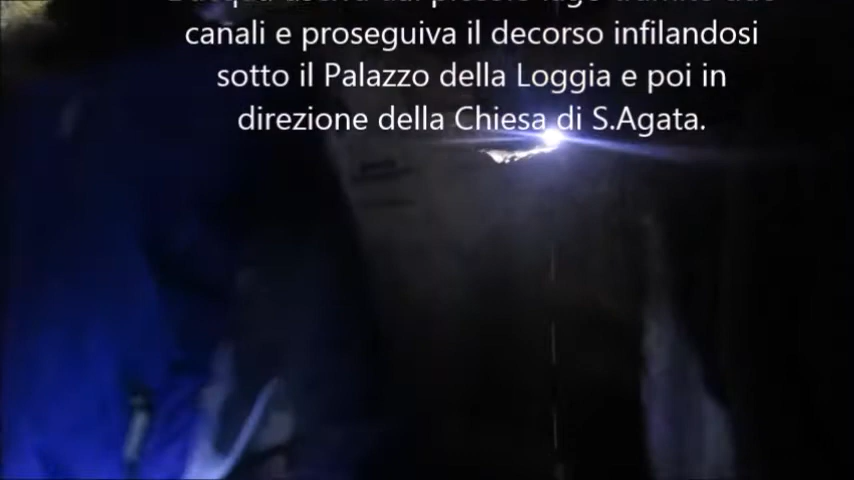 canali e proseguiva il decorso infilandosi
sotto il Palazzo della Loggia e poi in
direzione della Chiesa di S.Agata.